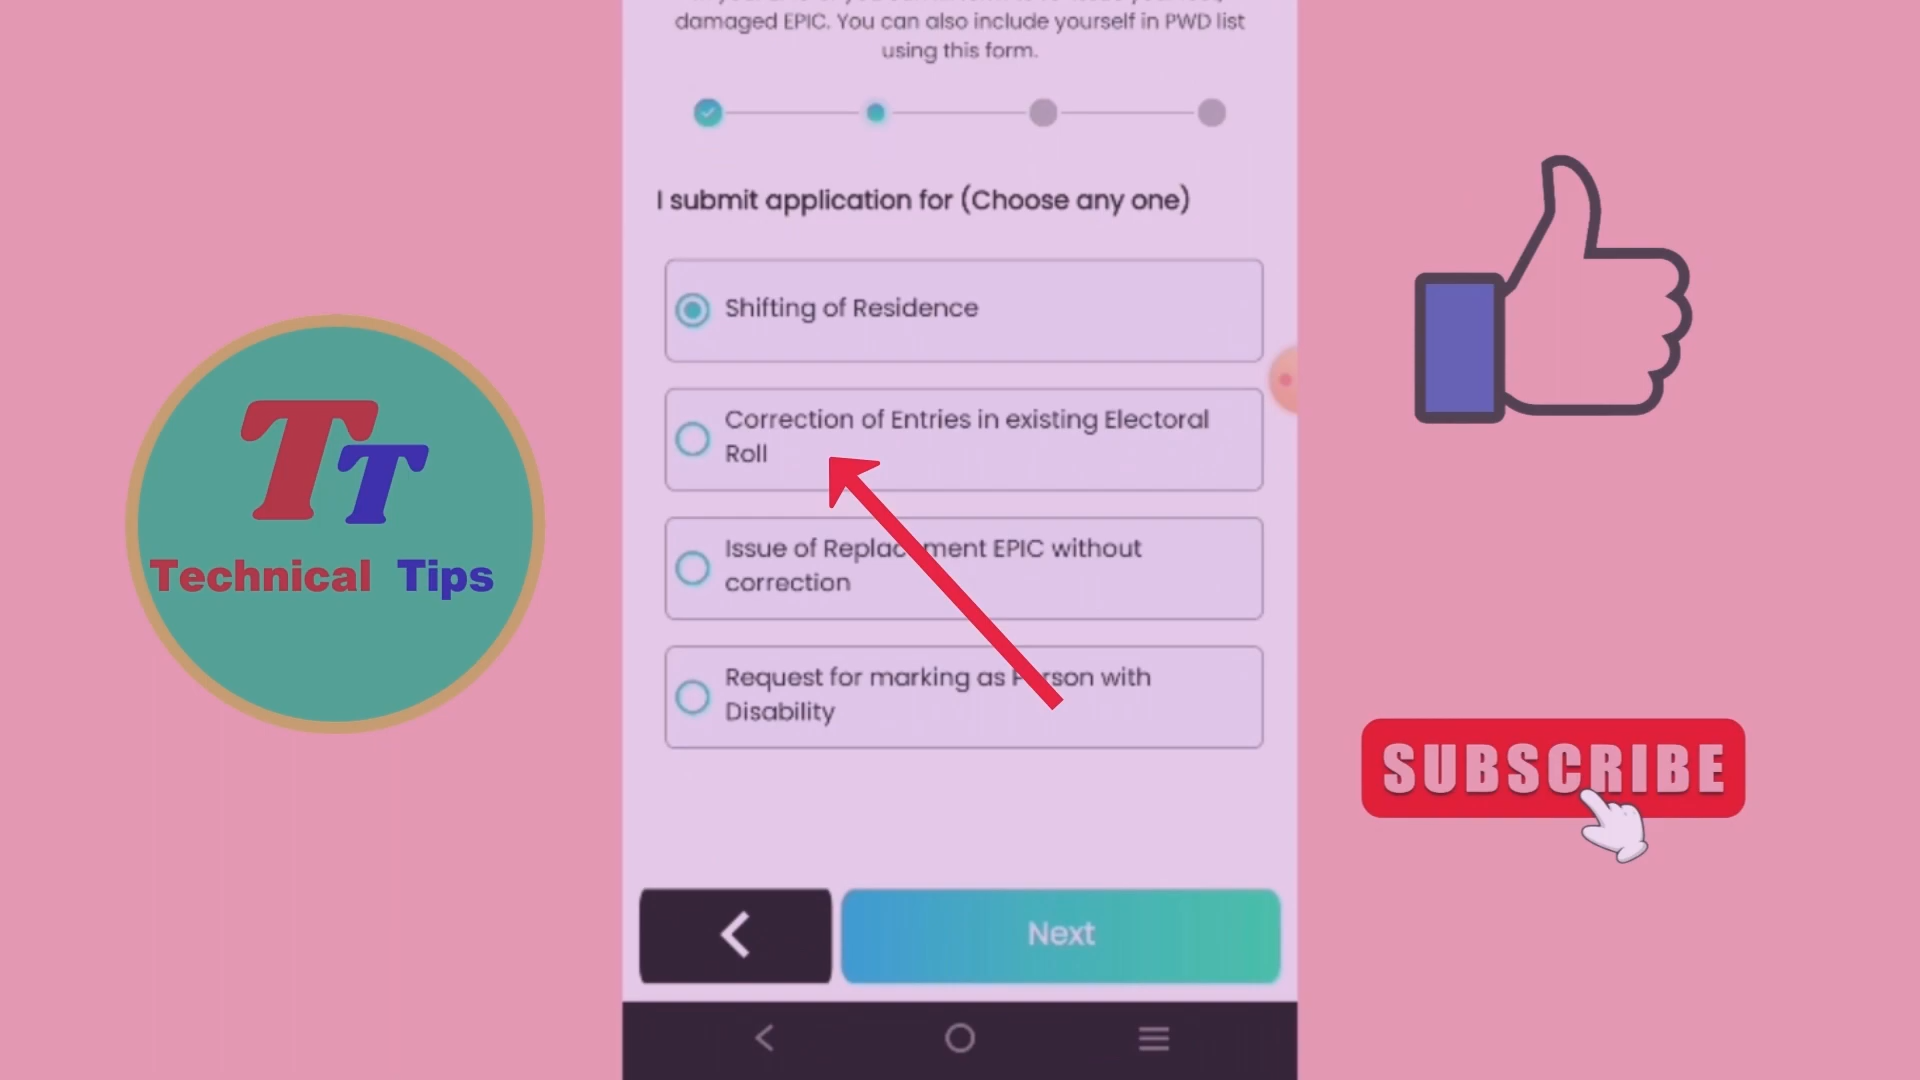 damaged EPIC. You can also include yourself in PWD list
using this form.
I submit application for (Choose any one)
Shifting of Residence
Correction of Entries in existing Electoral
Roll
Issue of Replacement EPIC without
correction
Request for marking as Person with
Disability
Next
TT
Technical Tips
SUBSCRIBE